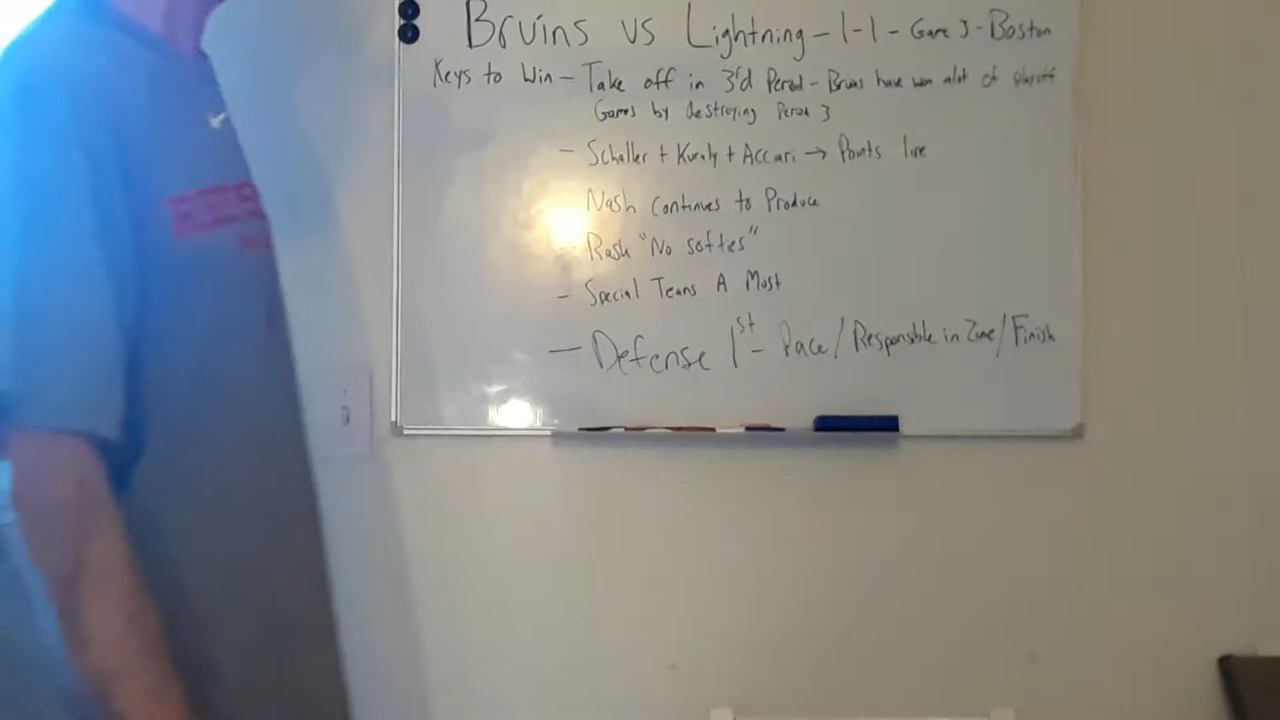 Bruins vs Lightning - 1-1 - Game 3 - Boston
Keys to Win - Take off in 3rd Period - Bruins have won alot of playoff
Games by destroying Period 3
- Schaller + Kuraly + Accari → Points line
Nash Continues to Produce
- Rask "No softies"
- Special Teams A Must
- Defense 1st - Pace/Responsible in Zone/Finish